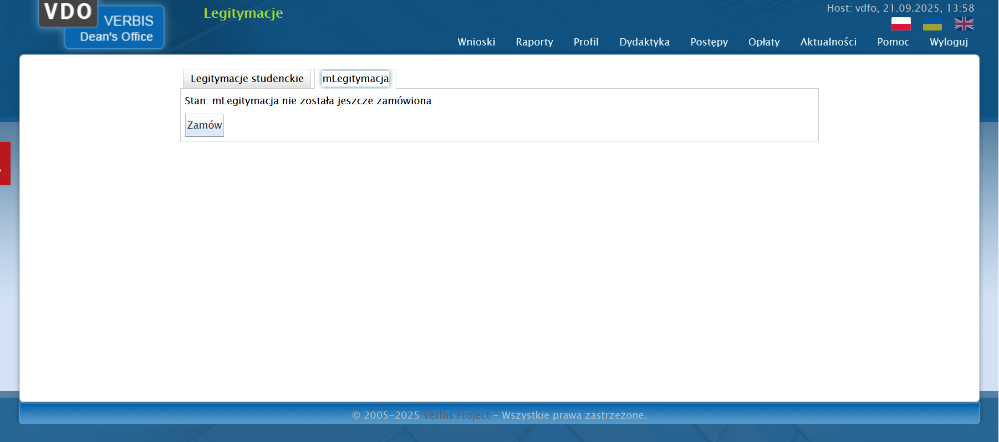 VDO
VERBIS
Dean's Office
Legitymacje
Host: vdfo, 21.09.2025, 13:58
Wnioski Raporty Profil Dydaktyka Postępy Opłaty Aktualności Pomoc Wyloguj
Legitymacje studenckie mLegitymacja
Stan: mLegitymacja nie została jeszcze zamówiona
Zamów
© 2005-2025 Verbis Project - Wszystkie prawa zastrzeżone.